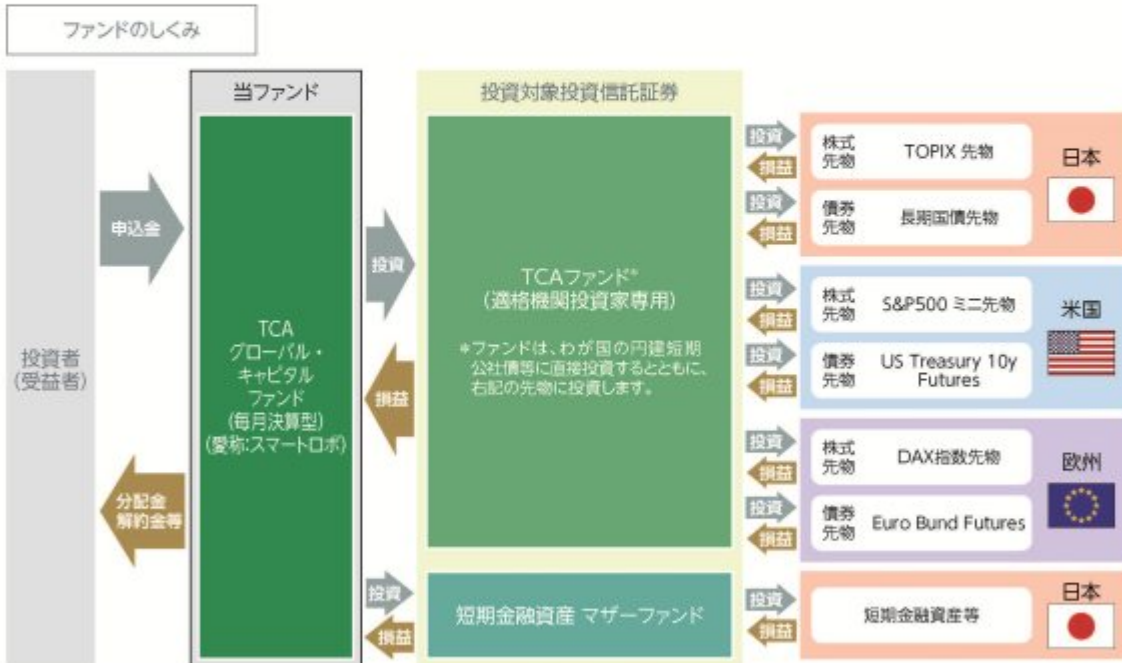 ファンドのしくみ
投資者
(受益者)
申込金
分配金
解約金等
当ファンド
TCA
グローバル・
キャピタル
ファンド
(毎月決算型)
(愛称:スマートロボ)
投資
損益
投資
損益
投資対象投資信託証券
TCAファンド*
(適格機関投資家専用)
*ファンドは、わが国の円建短期
公社債等に直接投資するとともに、
右記の先物に投資します。
短期金融資産 マザーファンド
投資
損益
株式
先物
TOPIX 先物
投資
損益
債券
先物
長期国債先物
日本
投資
損益
株式
先物
S&P500 ミニ先物
投資
損益
債券
先物
US Treasury 10y
Futures
米国
投資
損益
株式
先物
DAX指数先物
投資
損益
債券
先物
Euro Bund Futures
欧州
投資
損益
短期金融資産等
日本